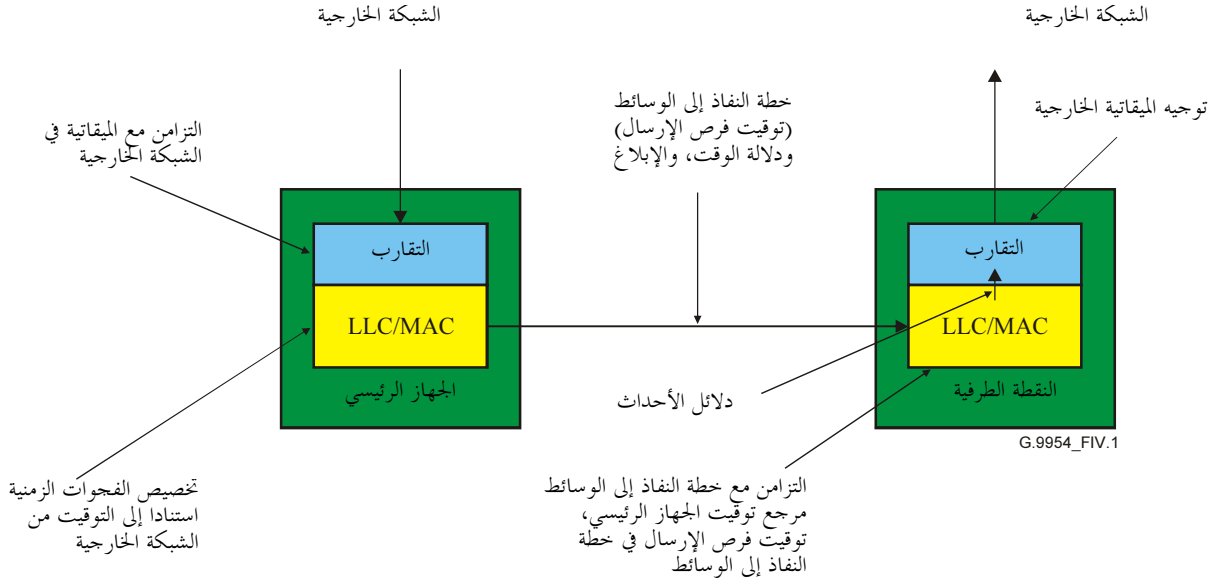 الشبكة الخارجية
الشبكة الخارجية
خطة النفاذ إلى الوسائط
(توقيت فرص الإرسال)
ودلالة الوقت، والإبلاغ
توجيه الميقاتية الخارجية
التزامن مع الميقاتية في
الشبكة الخارجية
التقارب
التقارب
LLC/MAC
LLC/MAC
الجهاز الرئيسي
دلائل الأحداث
النقطة الطرفية
G.9954_FIV.1
تخصيص الفجوات الزمنية
استنادا إلى التوقيت من
الشبكة الخارجية
التزامن مع خطة النفاذ إلى الوسائط
مرجع توقيت الجهاز الرئيسي،
توقيت فرص الإرسال في خطة
النفاذ إلى الوسائط